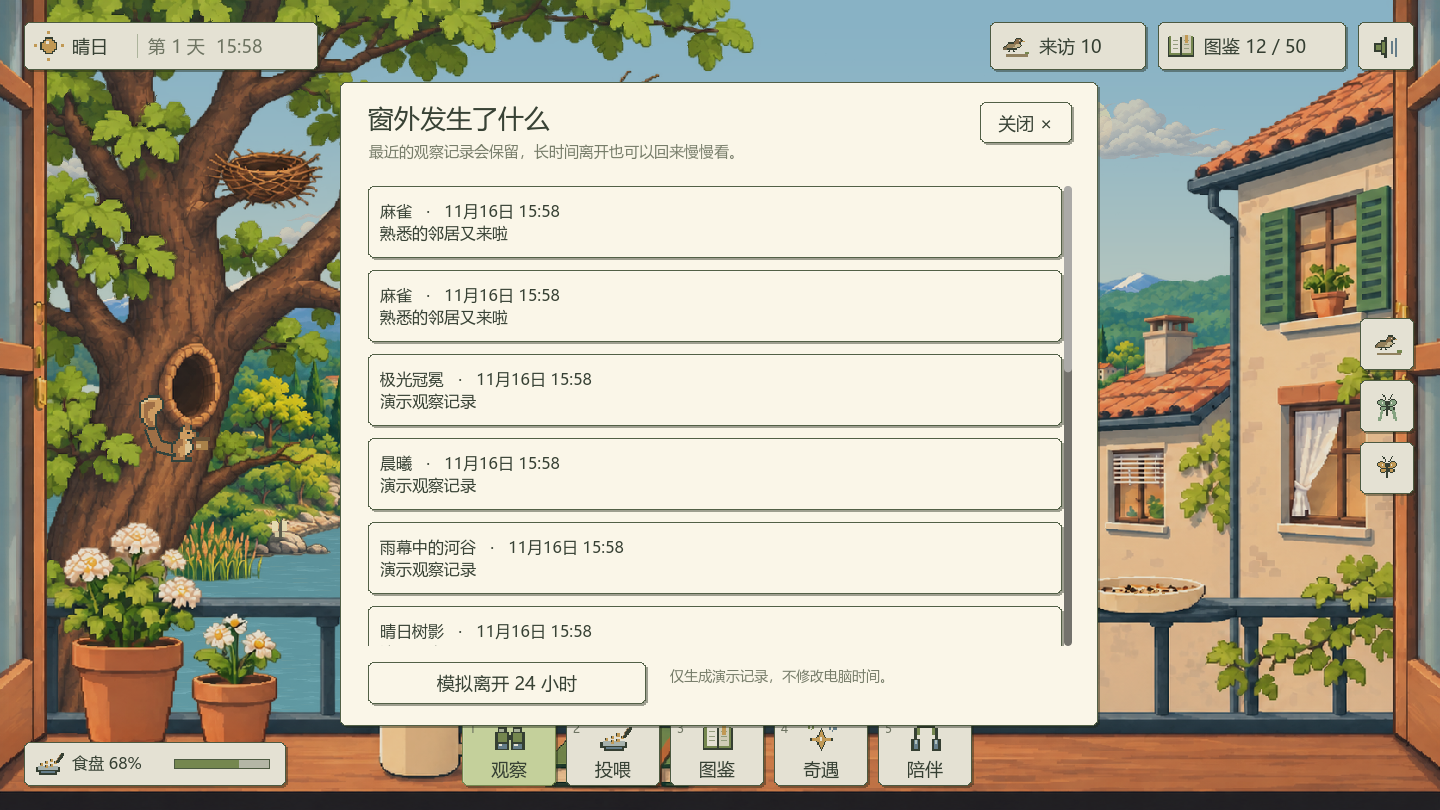 晴日 第 1 天 15:58
来访 10
图鉴 12 / 50
窗外发生了什么
关闭 ×
最近的观察记录会保留，长时间离开也可以回来慢慢看。
麻雀 · 11月16日 15:58
熟悉的邻居又来啦
麻雀 · 11月16日 15:58
熟悉的邻居又来啦
极光冠冕 · 11月16日 15:58
演示观察记录
晨曦 · 11月16日 15:58
演示观察记录
雨幕中的河谷 · 11月16日 15:58
演示观察记录
晴日树影 · 11月16日 15:58
模拟离开 24 小时
仅生成演示记录，不修改电脑时间。
食盘 68%
1 观察
2 投喂
3 图鉴
4 奇遇
5 陪伴